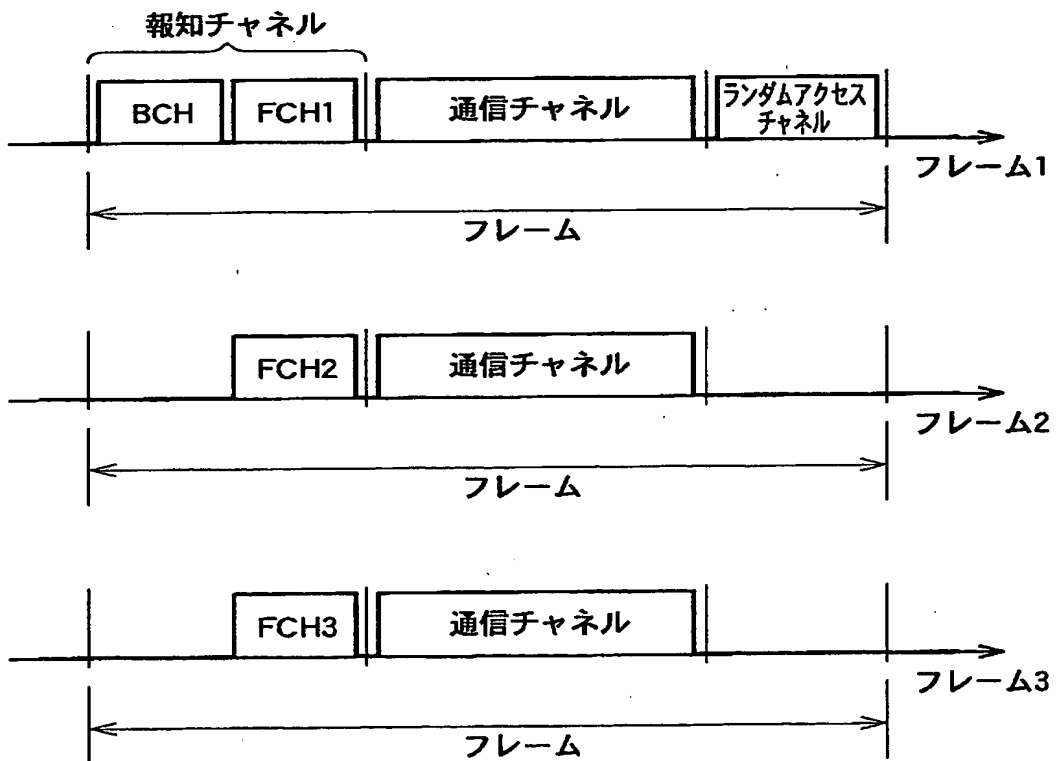 報知チャネル
BCH
FCH1
通信チャネル
ランダムアクセス
チャネル
フレーム1
フレーム
FCH2
通信チャネル
フレーム2
フレーム
FCH3
通信チャネル
フレーム3
フレーム